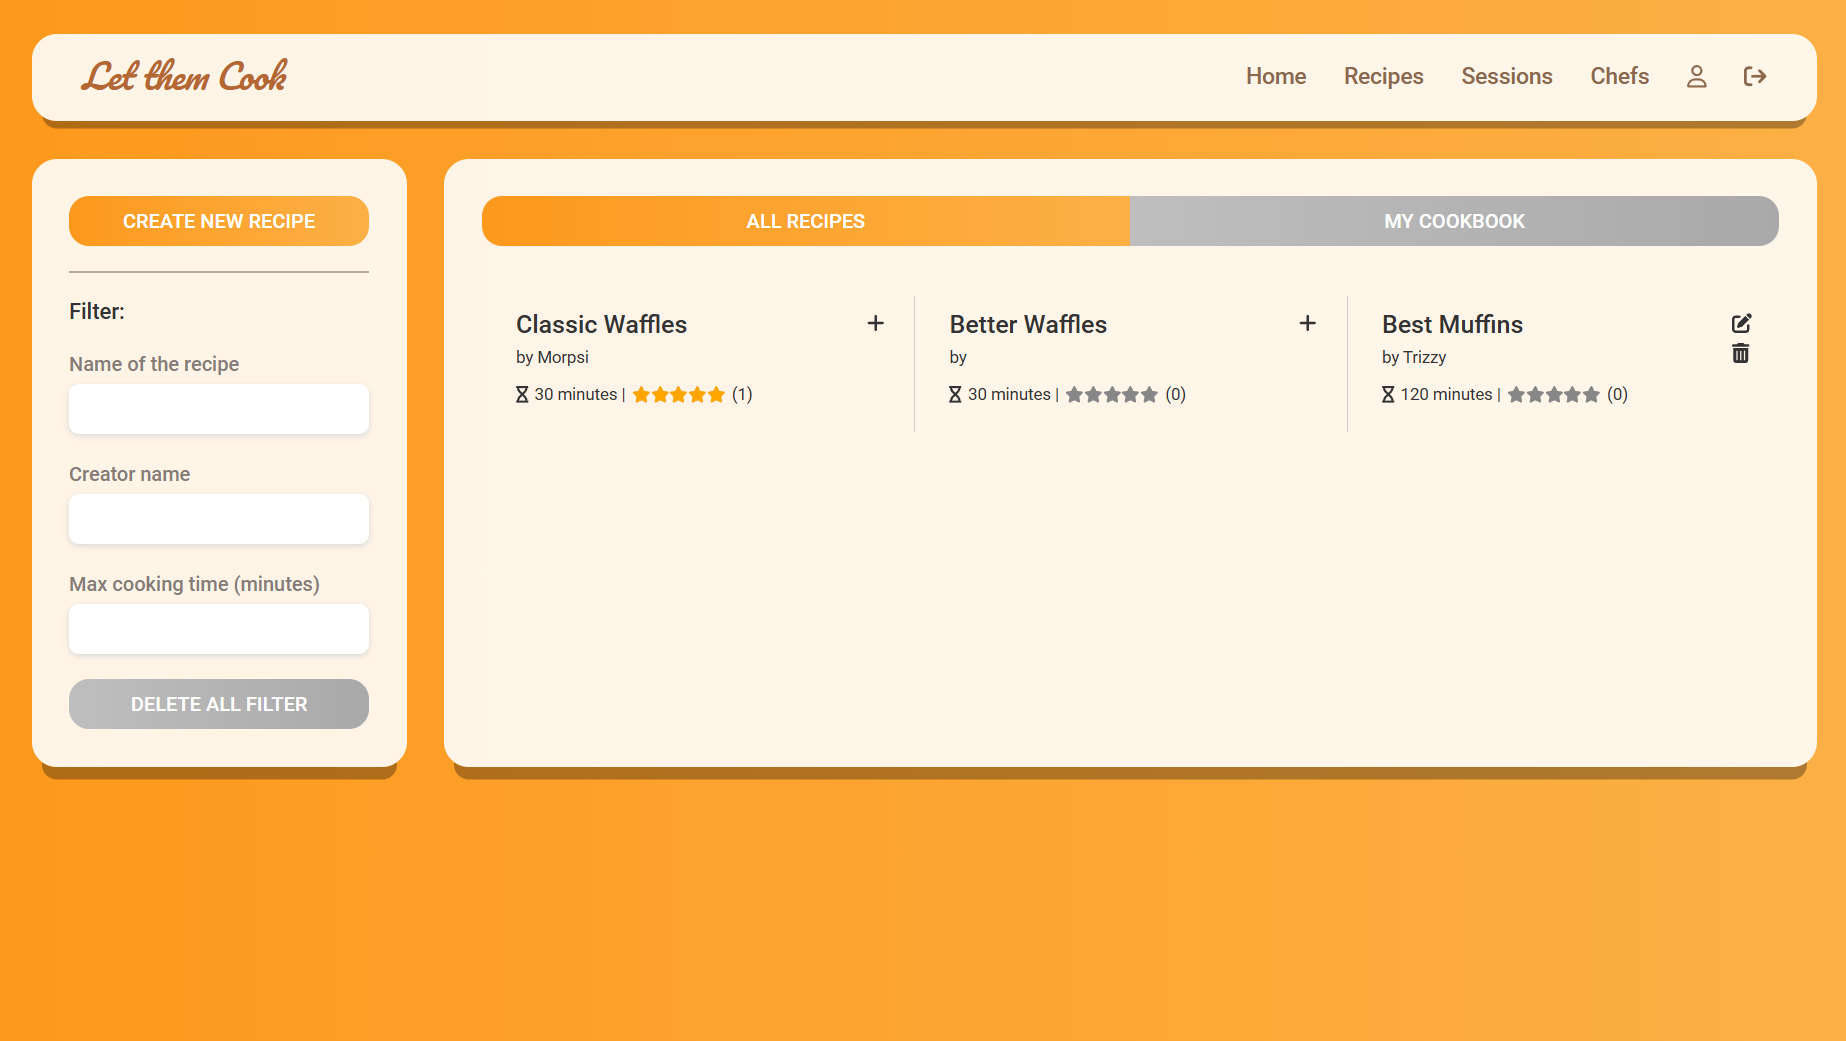 Let them Cook
Home Recipes Sessions Chefs
CREATE NEW RECIPE
Filter:
Name of the recipe
Creator name
Max cooking time (minutes)
DELETE ALL FILTER
ALL RECIPES MY COOKBOOK
Classic Waffles
by Morpsi
30 minutes | (1)
Better Waffles
by
30 minutes | (0)
Best Muffins
by Trizzy
120 minutes | (0)